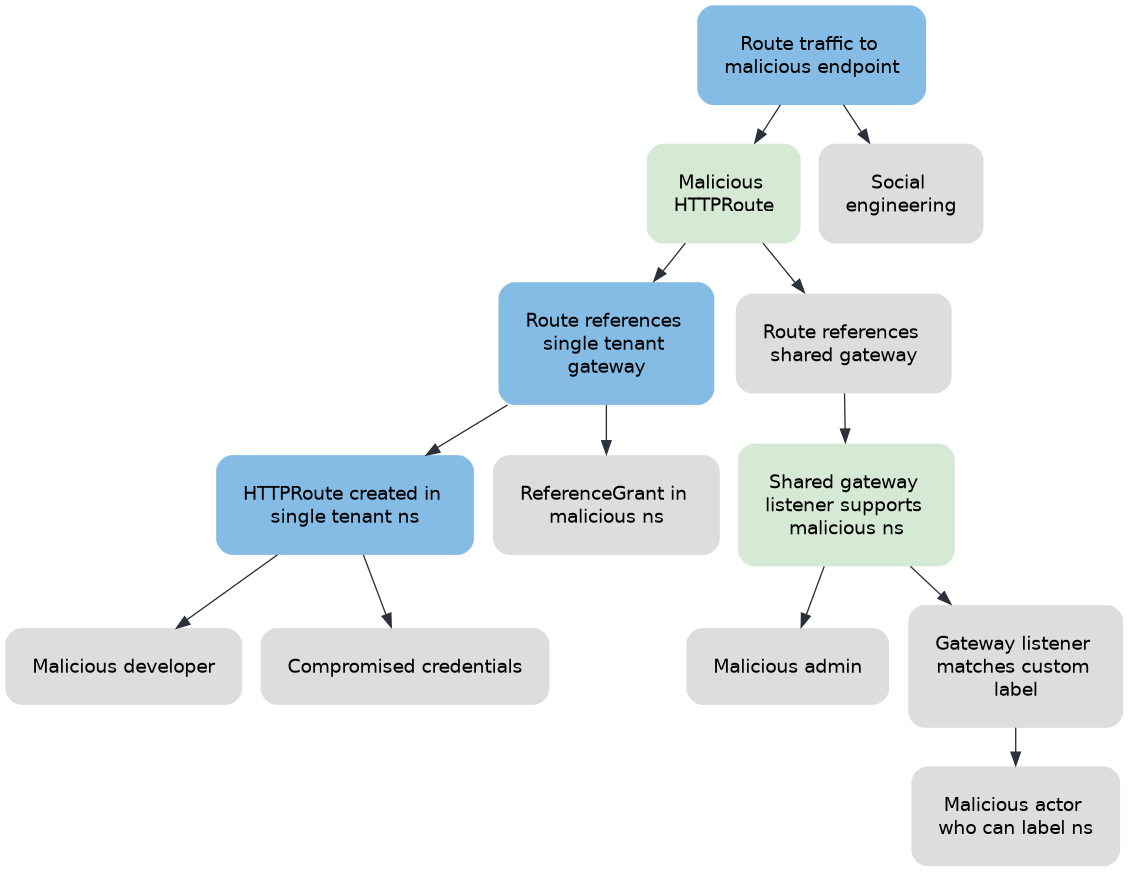 Route traffic to
malicious endpoint
Malicious
HTTPRoute
Social
engineering
Route references
single tenant
gateway
Route references
shared gateway
HTTPRoute created in
single tenant ns
ReferenceGrant in
malicious ns
Shared gateway
listener supports
malicious ns
Malicious developer
Compromised credentials
Malicious admin
Gateway listener
matches custom
label
Malicious actor
who can label ns